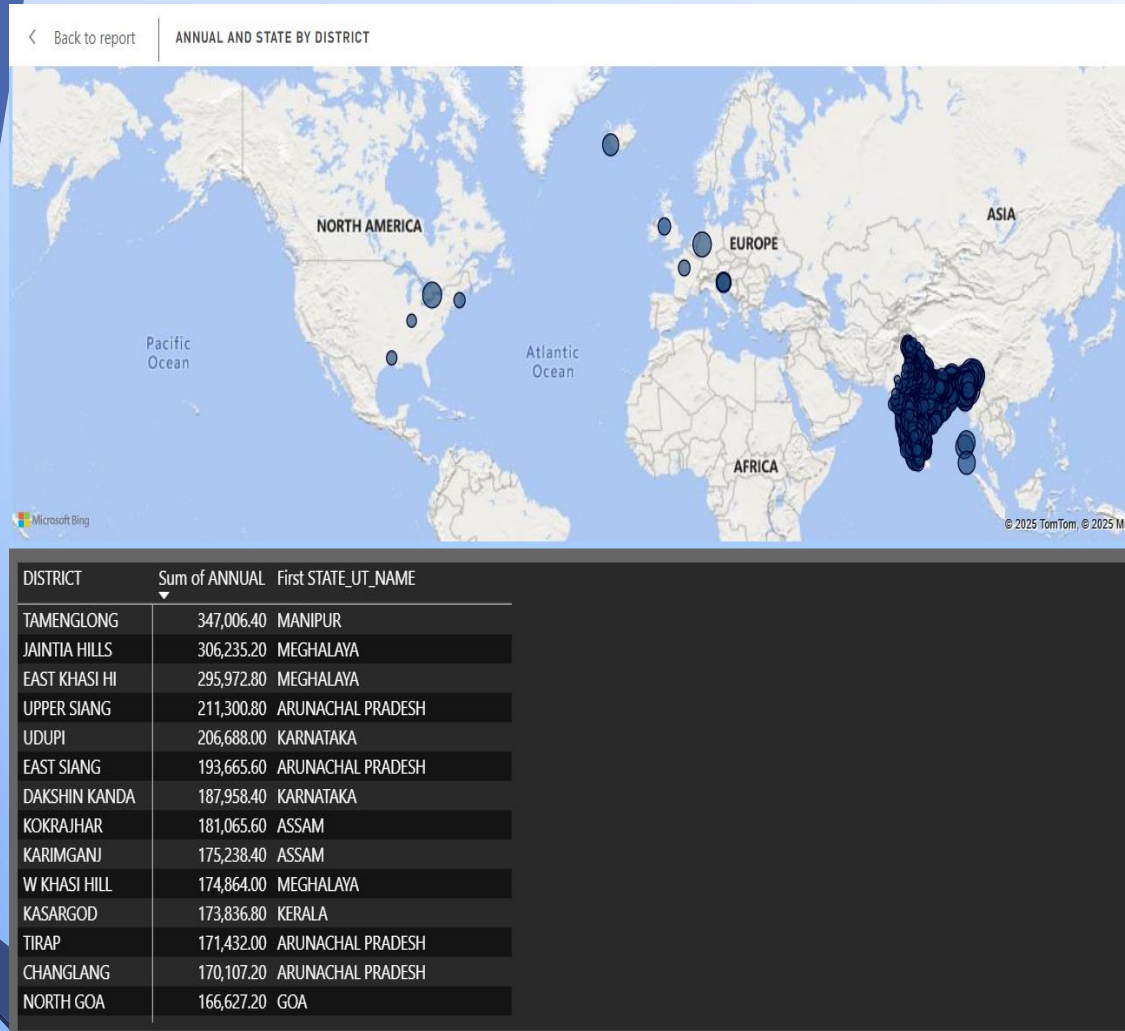 Back to report
ANNUAL AND STATE BY DISTRICT
NORTH AMERICA
EUROPE
ASIA
Pacific
Ocean
Atlantic
Ocean
AFRICA
Microsoft Bing
© 2025 TomTom, © 2025 M
DISTRICT Sum of ANNUAL First STATE_UT_NAME
TAMENGLONG 347,006.40 MANIPUR
JAINTIA HILLS 306,235.20 MEGHALAYA
EAST KHASI HI 295,972.80 MEGHALAYA
UPPER SIANG 211,300.80 ARUNACHAL PRADESH
UDUPI 206,688.00 KARNATAKA
EAST SIANG 193,665.60 ARUNACHAL PRADESH
DAKSHIN KANDA 187,958.40 KARNATAKA
KOKRAJHAR 181,065.60 ASSAM
KARIMGANJ 175,238.40 ASSAM
W KHASI HILL 174,864.00 MEGHALAYA
KASARGOD 173,836.80 KERALA
TIRAP 171,432.00 ARUNACHAL PRADESH
CHANGLANG 170,107.20 ARUNACHAL PRADESH
NORTH GOA 166,627.20 GOA